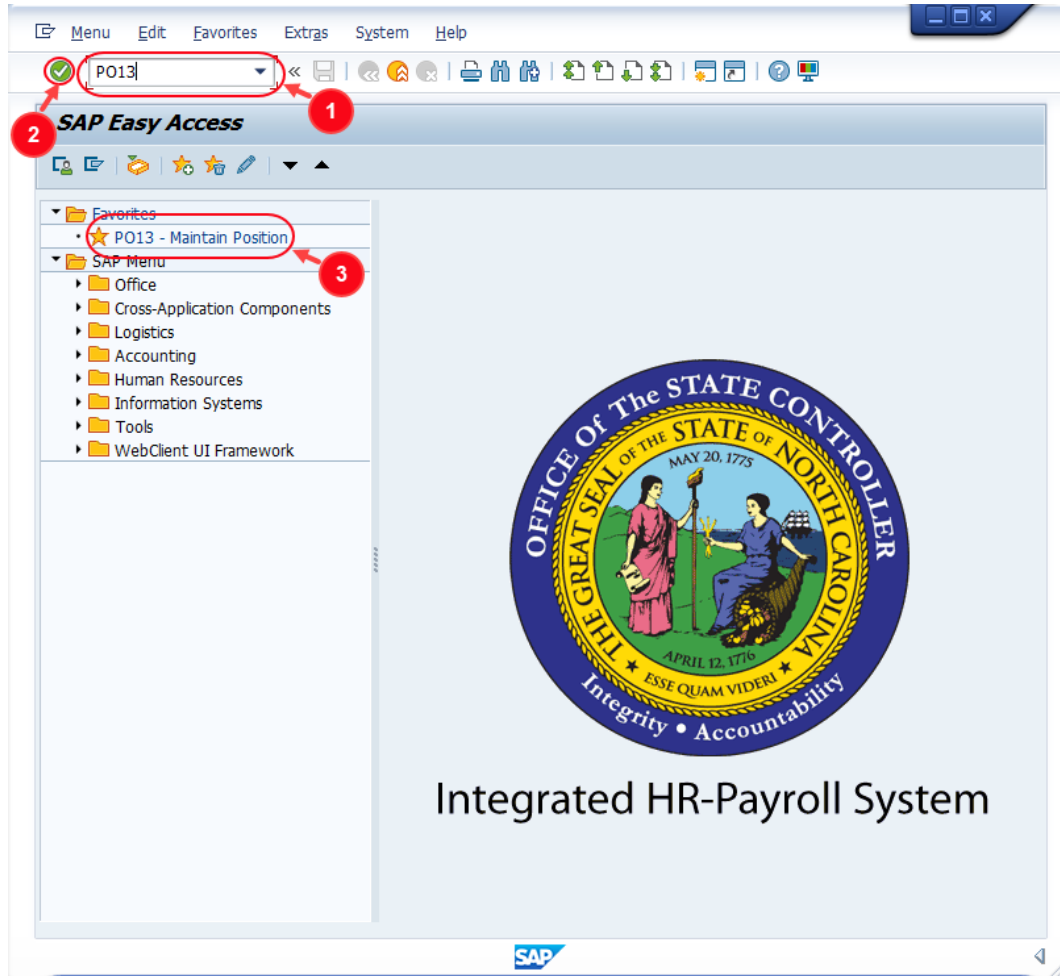 Menu Edit Favorites Extras System Help
PO13
1
2
SAP Easy Access
Favorites
PO13 - Maintain Position
3
SAP Menu
Office
Cross-Application Components
Logistics
Accounting
Human Resources
Information Systems
Tools
WebClient UI Framework
OFFICE Of The STATE CONTROLLER
THE GREAT SEAL OF THE STATE OF NORTH CAROLINA
MAY 20, 1775
APRIL 12, 1776
ESSE QUAM VIDERI
Integrity • Accountability
Integrated HR-Payroll System
SAP